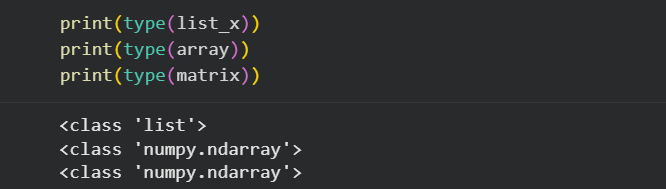 print(type(list_x))
print(type(array))
print(type(matrix))
<class 'list'>
<class 'numpy.ndarray'>
<class 'numpy.ndarray'>